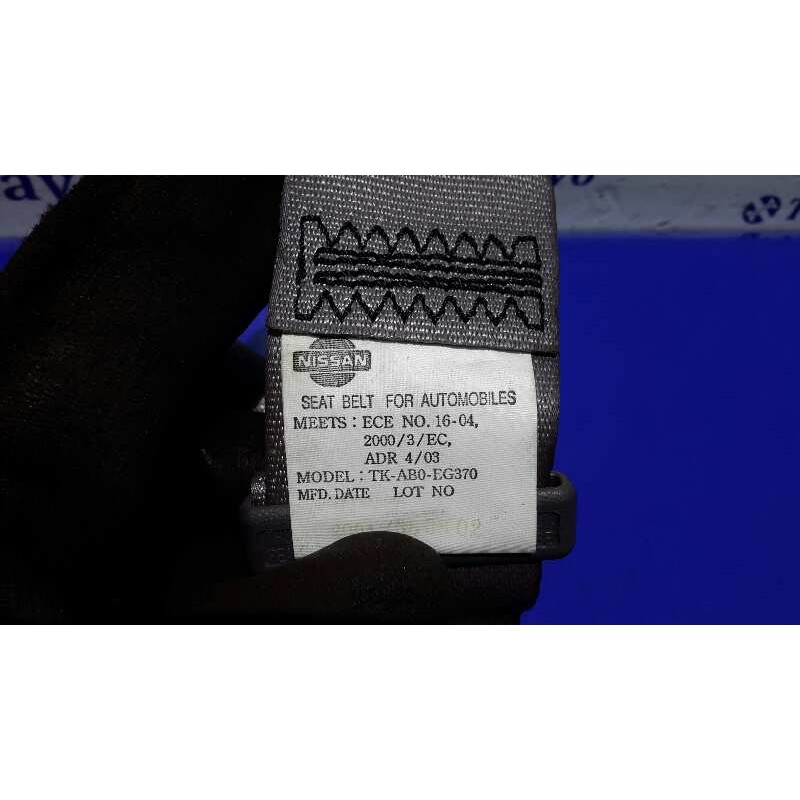 NISSAN
SEAT BELT FOR AUTOMOBILES
MEETS : ECE NO. 16-04,
2000/3/EC,
ADR 4/03
MODEL : TK-AB0-EG370
MFD. DATE LOT NO